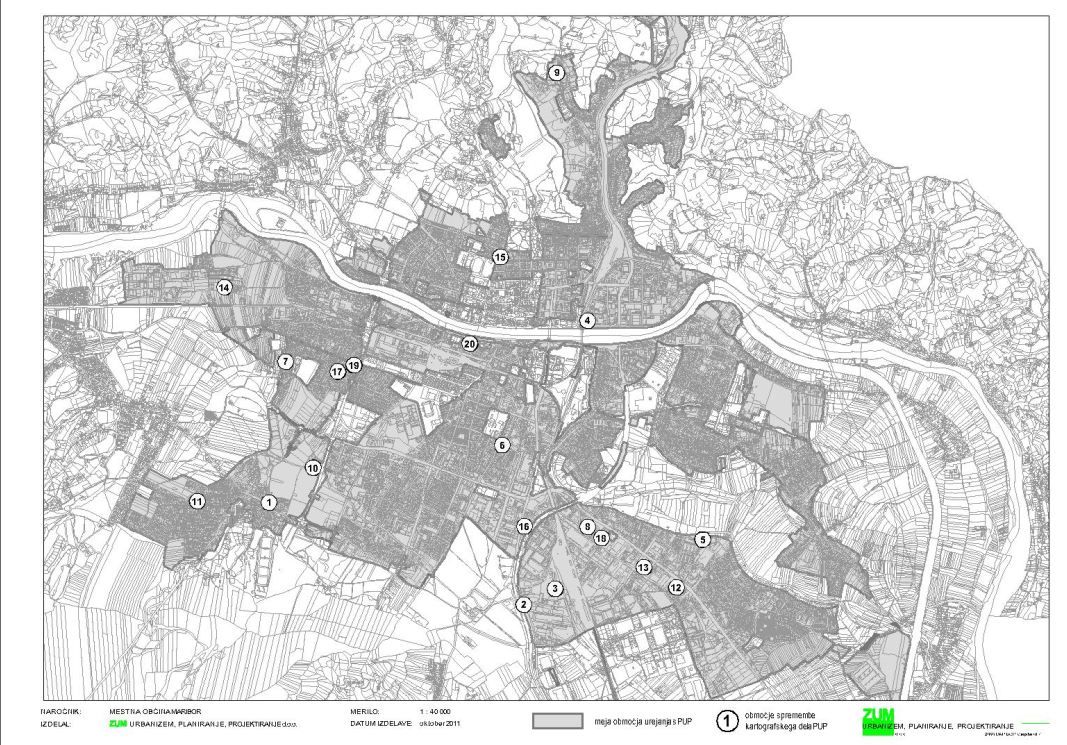 9
15
14
4
20
7
17
19
6
10
11
1
16
8
18
5
13
12
3
2
NAROČNIK: MESTNA OBČINA MARIBOR
IZDELAL: ZUM URBANIZEM, PLANIRANJE, PROJEKTIRANJE d.o.o.
MERILO: 1 : 40 000
DATUM IZDELAVE: oktober 2011
meja območja urejanja s PUP
1
območje spremembe
kartografskega dela PUP
ZUM
URBANIZEM, PLANIRANJE, PROJEKTIRANJE